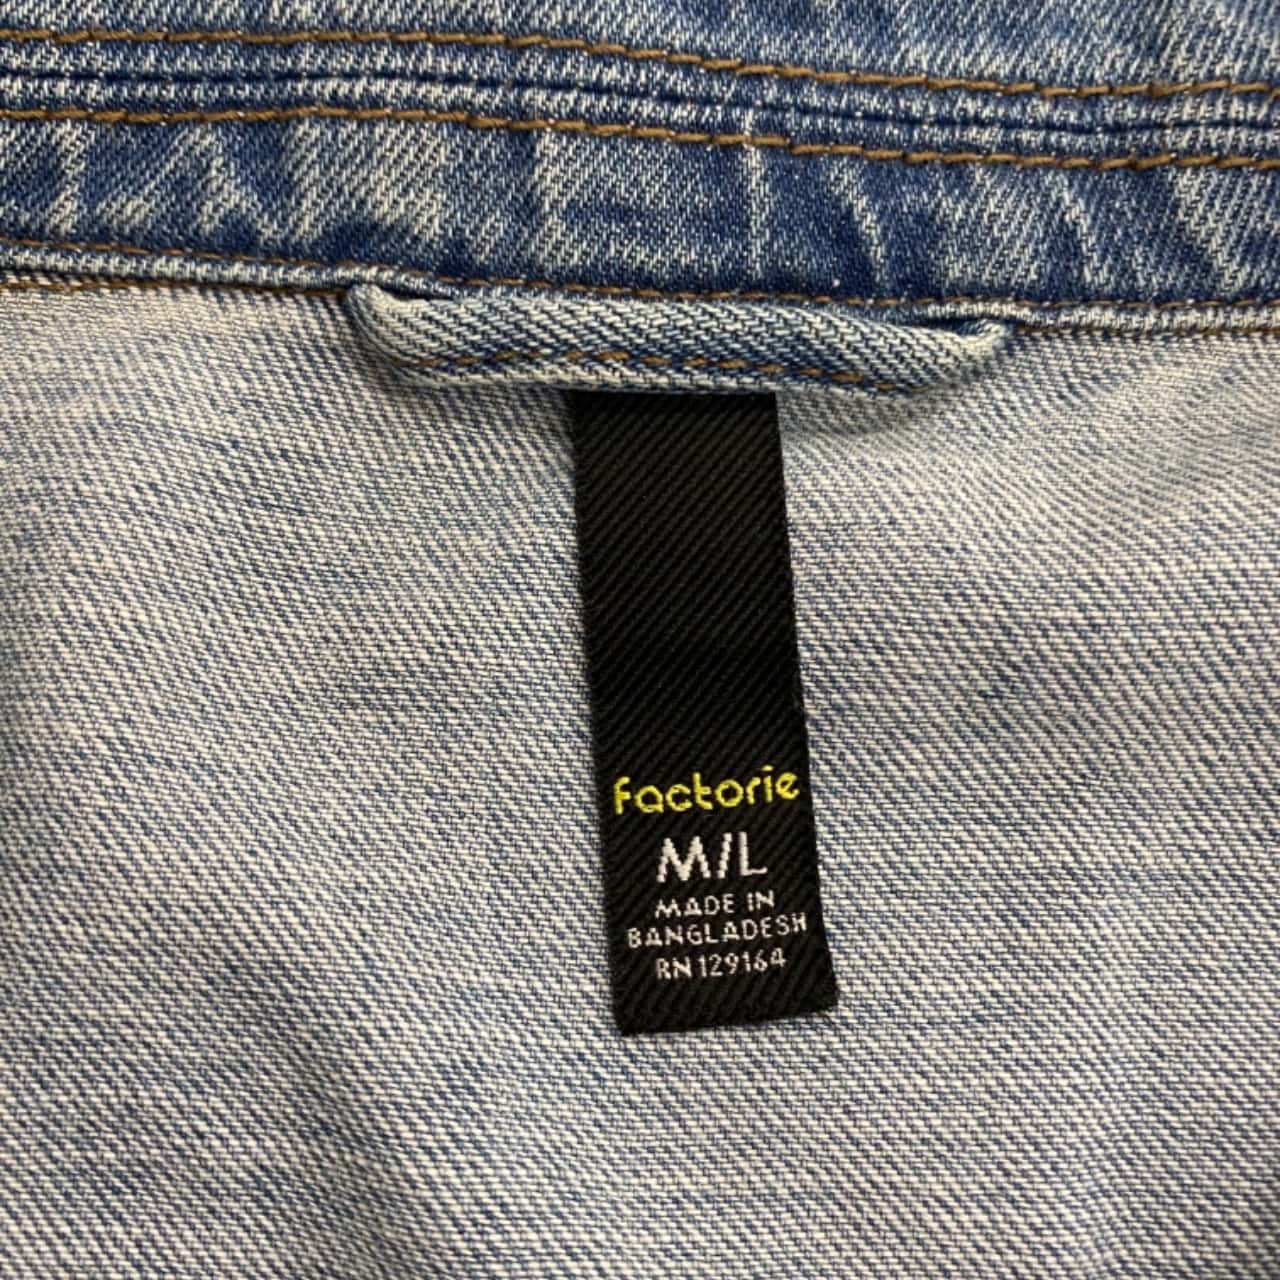 factorie
M/L
MADE IN
BANGLADESH
RN 129164